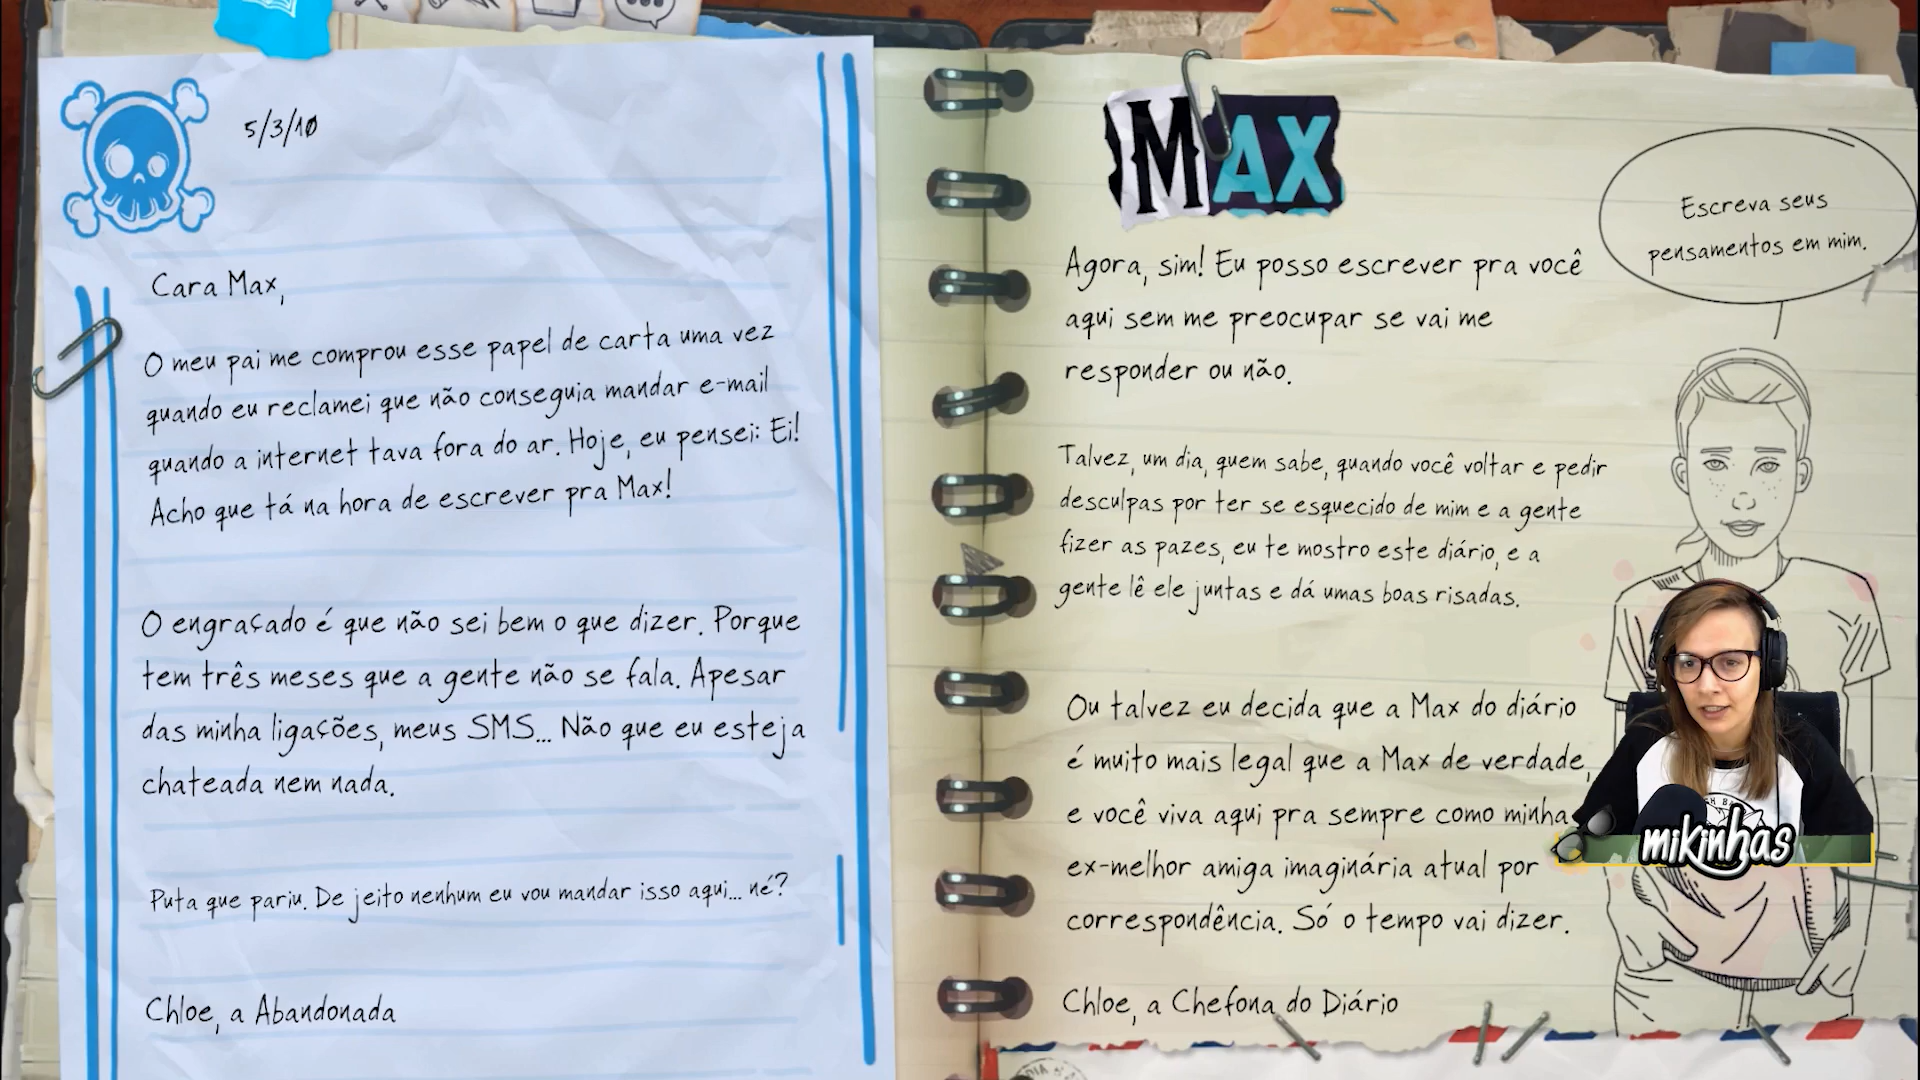 5/3/10
Cara Max,
O meu pai me comprou esse papel de carta uma vez
quando eu reclamei que não conseguia mandar e-mail
quando a internet tava fora do ar. Hoje, eu pensei: Ei!
Acho que tá na hora de escrever pra Max!
O engraçado é que não sei bem o que dizer. Porque
tem três meses que a gente não se fala. Apesar
das minha ligações, meus SMS... Não que eu esteja
chateada nem nada.
Puta que pariu. De jeito nenhum eu vou mandar isso aqui... né?
Chloe, a Abandonada
MAX
Agora, sim! Eu posso escrever pra você
aqui sem me preocupar se vai me
responder ou não.
Talvez, um dia, quem sabe, quando você voltar e pedir
desculpas por ter se esquecido de mim e a gente
fizer as pazes, eu te mostro este diário, e a
gente lê ele juntas e dá umas boas risadas.
Ou talvez eu decida que a Max do diário
é muito mais legal que a Max de verdade,
e você viva aqui pra sempre como minha
ex-melhor amiga imaginária atual por
correspondência. Só o tempo vai dizer.
Chloe, a Chefona do Diário
Escreva seus
pensamentos em mim.
mikinhas